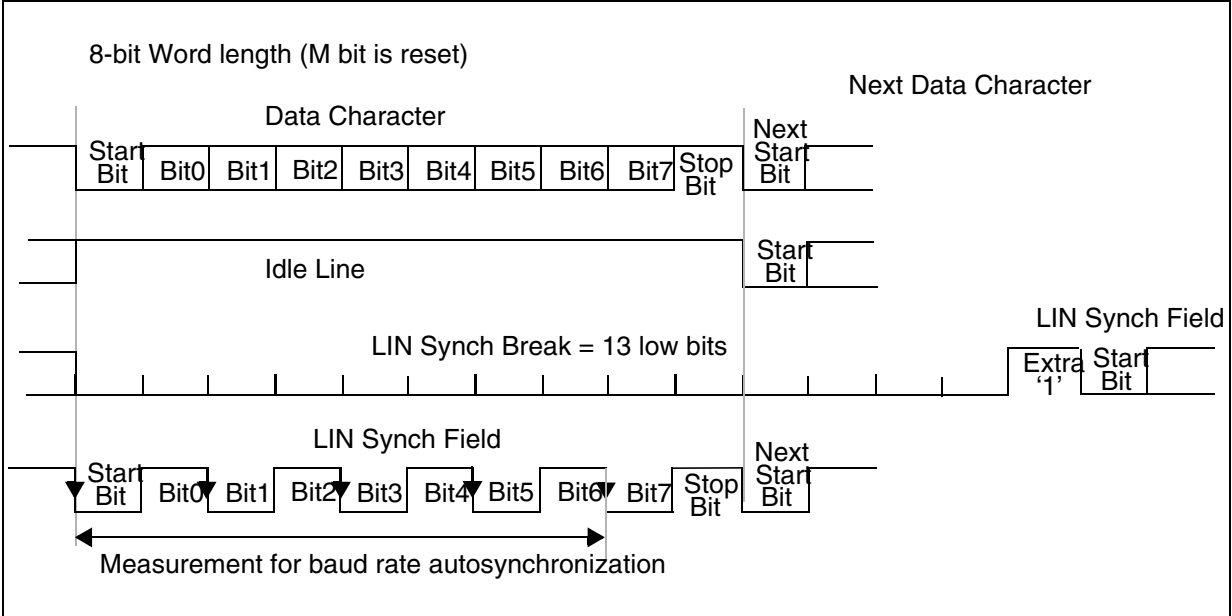 8-bit Word length (M bit is reset)
Next Data Character
Data Character
Start Bit
Bit0
Bit1
Bit2
Bit3
Bit4
Bit5
Bit6
Bit7
Stop Bit
Next Start Bit
Idle Line
Start Bit
LIN Synch Field
LIN Synch Break = 13 low bits
Extra '1'
Start Bit
LIN Synch Field
Start Bit
Bit0
Bit1
Bit2
Bit3
Bit4
Bit5
Bit6
Bit7
Stop Bit
Next Start Bit
Measurement for baud rate autosynchronization